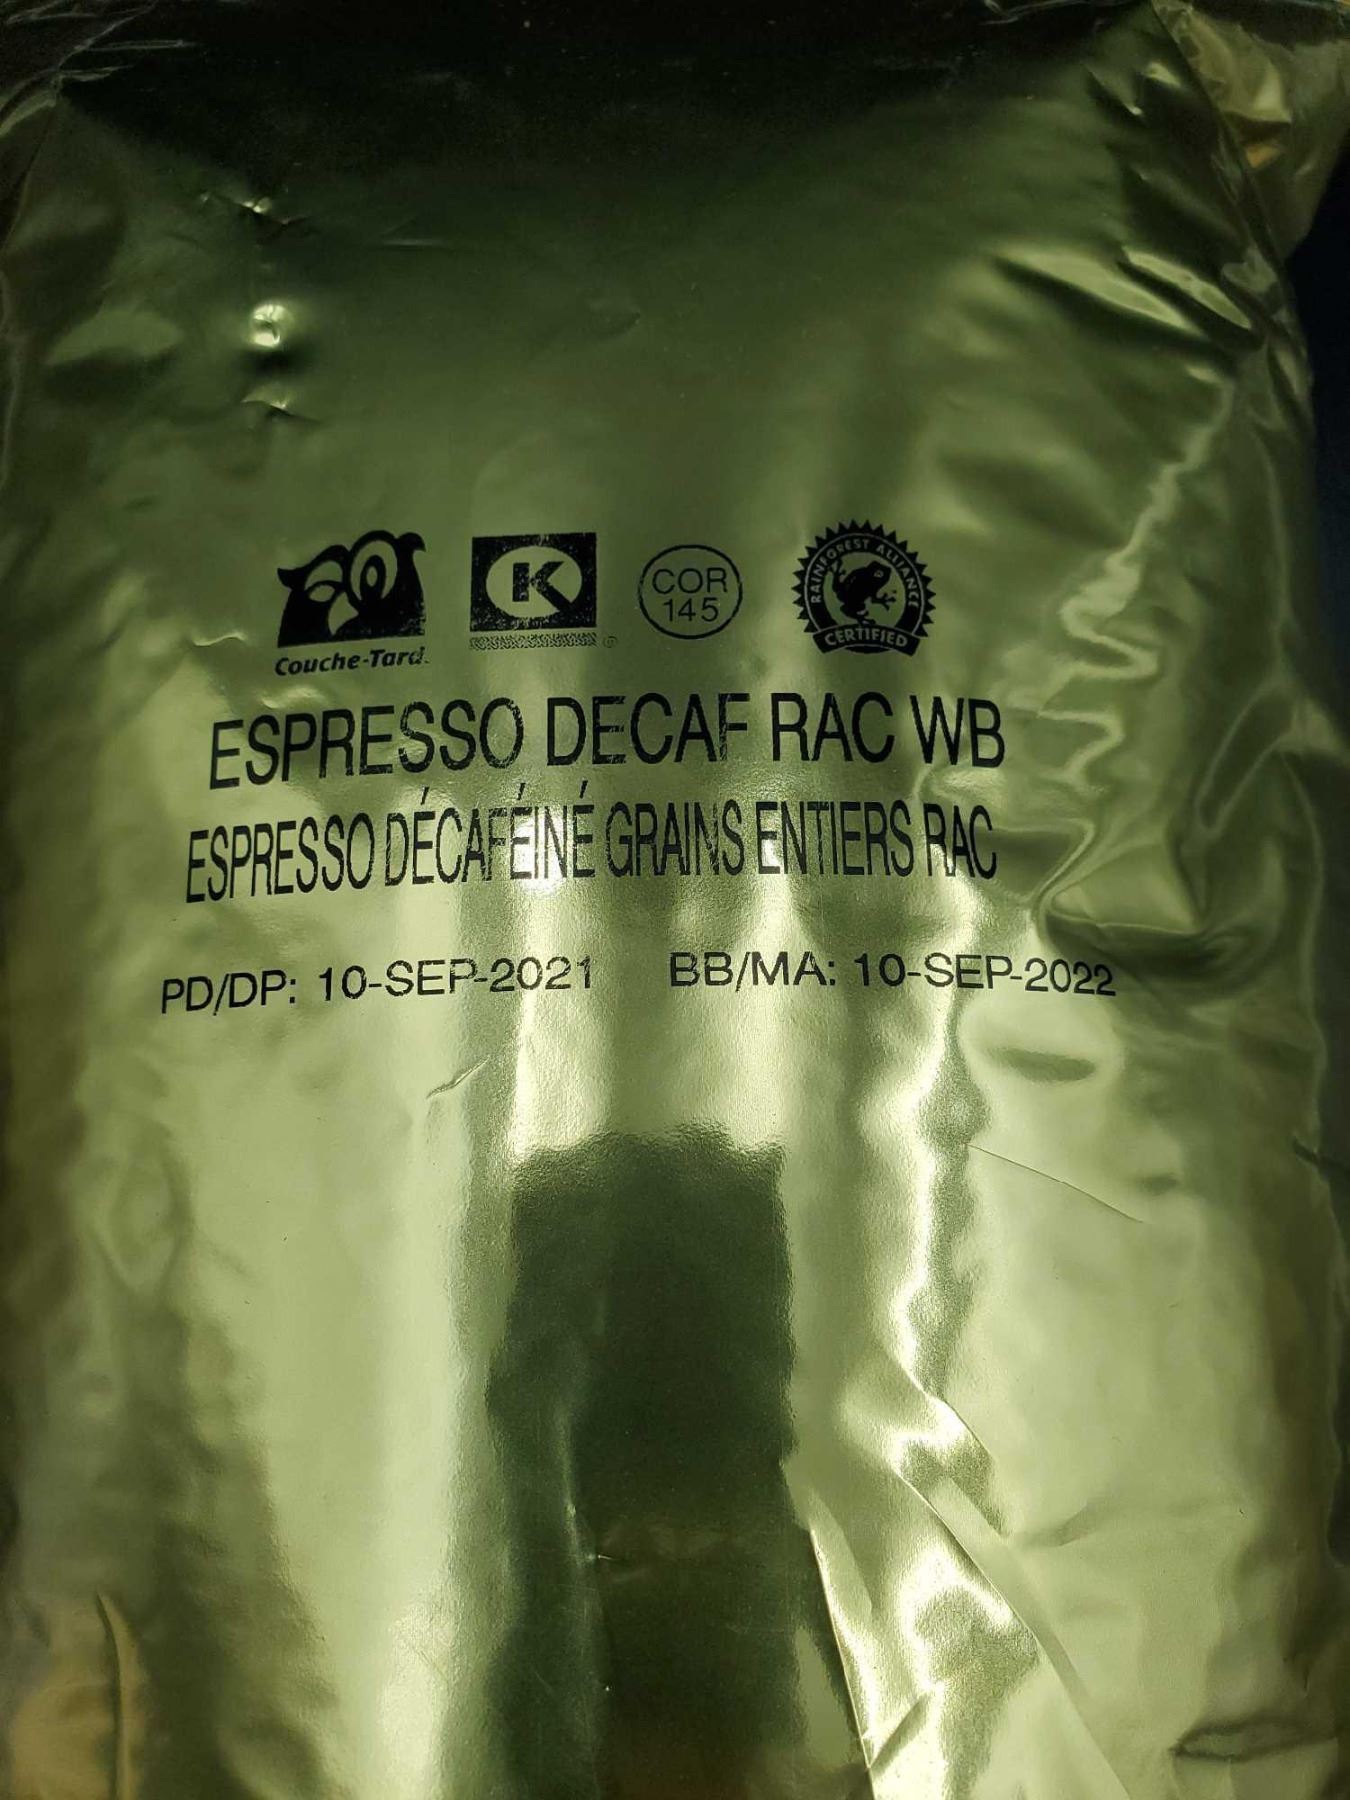 Couche-Tard.
K
COR
145
RAINFOREST ALLIANCE
CERTIFIED
ESPRESSO DECAF RAC WB
ESPRESSO DÉCAFÉINÉ GRAINS ENTIERS RAC
PD/DP: 10-SEP-2021 BB/MA: 10-SEP-2022